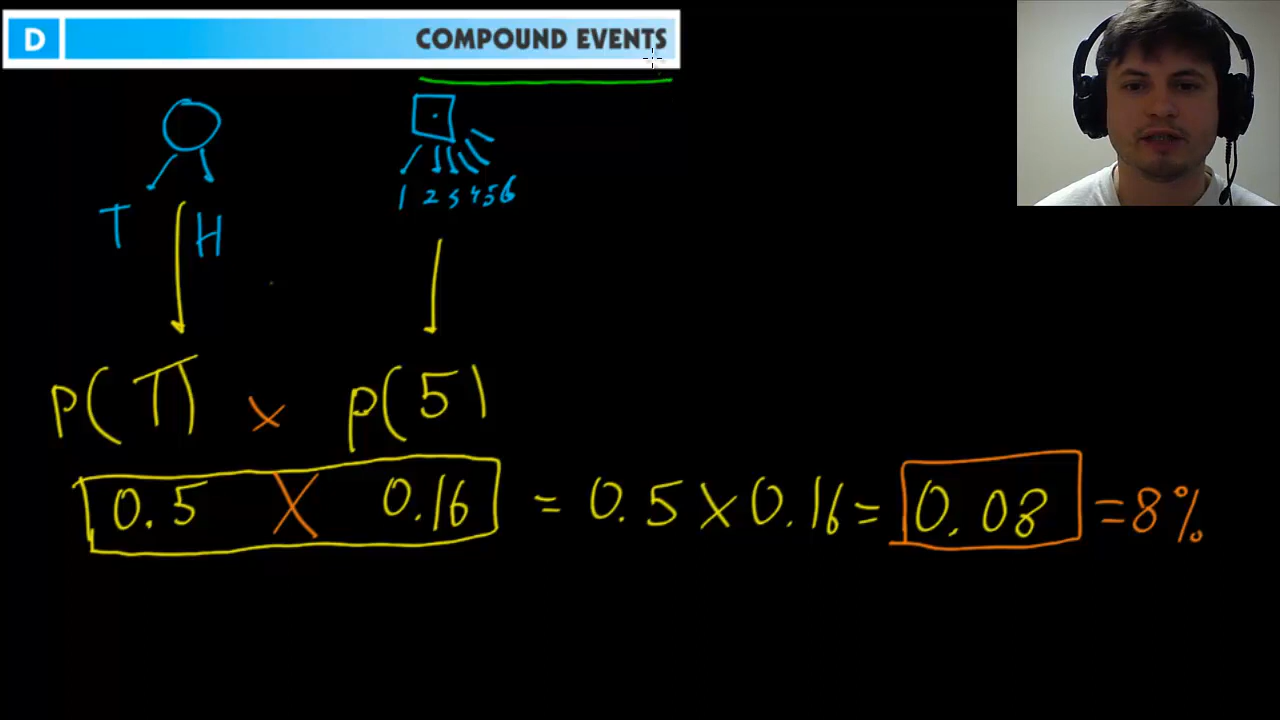 D COMPOUND EVENTS
T H
1 2 3 4 5 6
P(T) x P(5)
0.5 X 0.16 = 0.5 X 0.16 = 0.08 = 8%